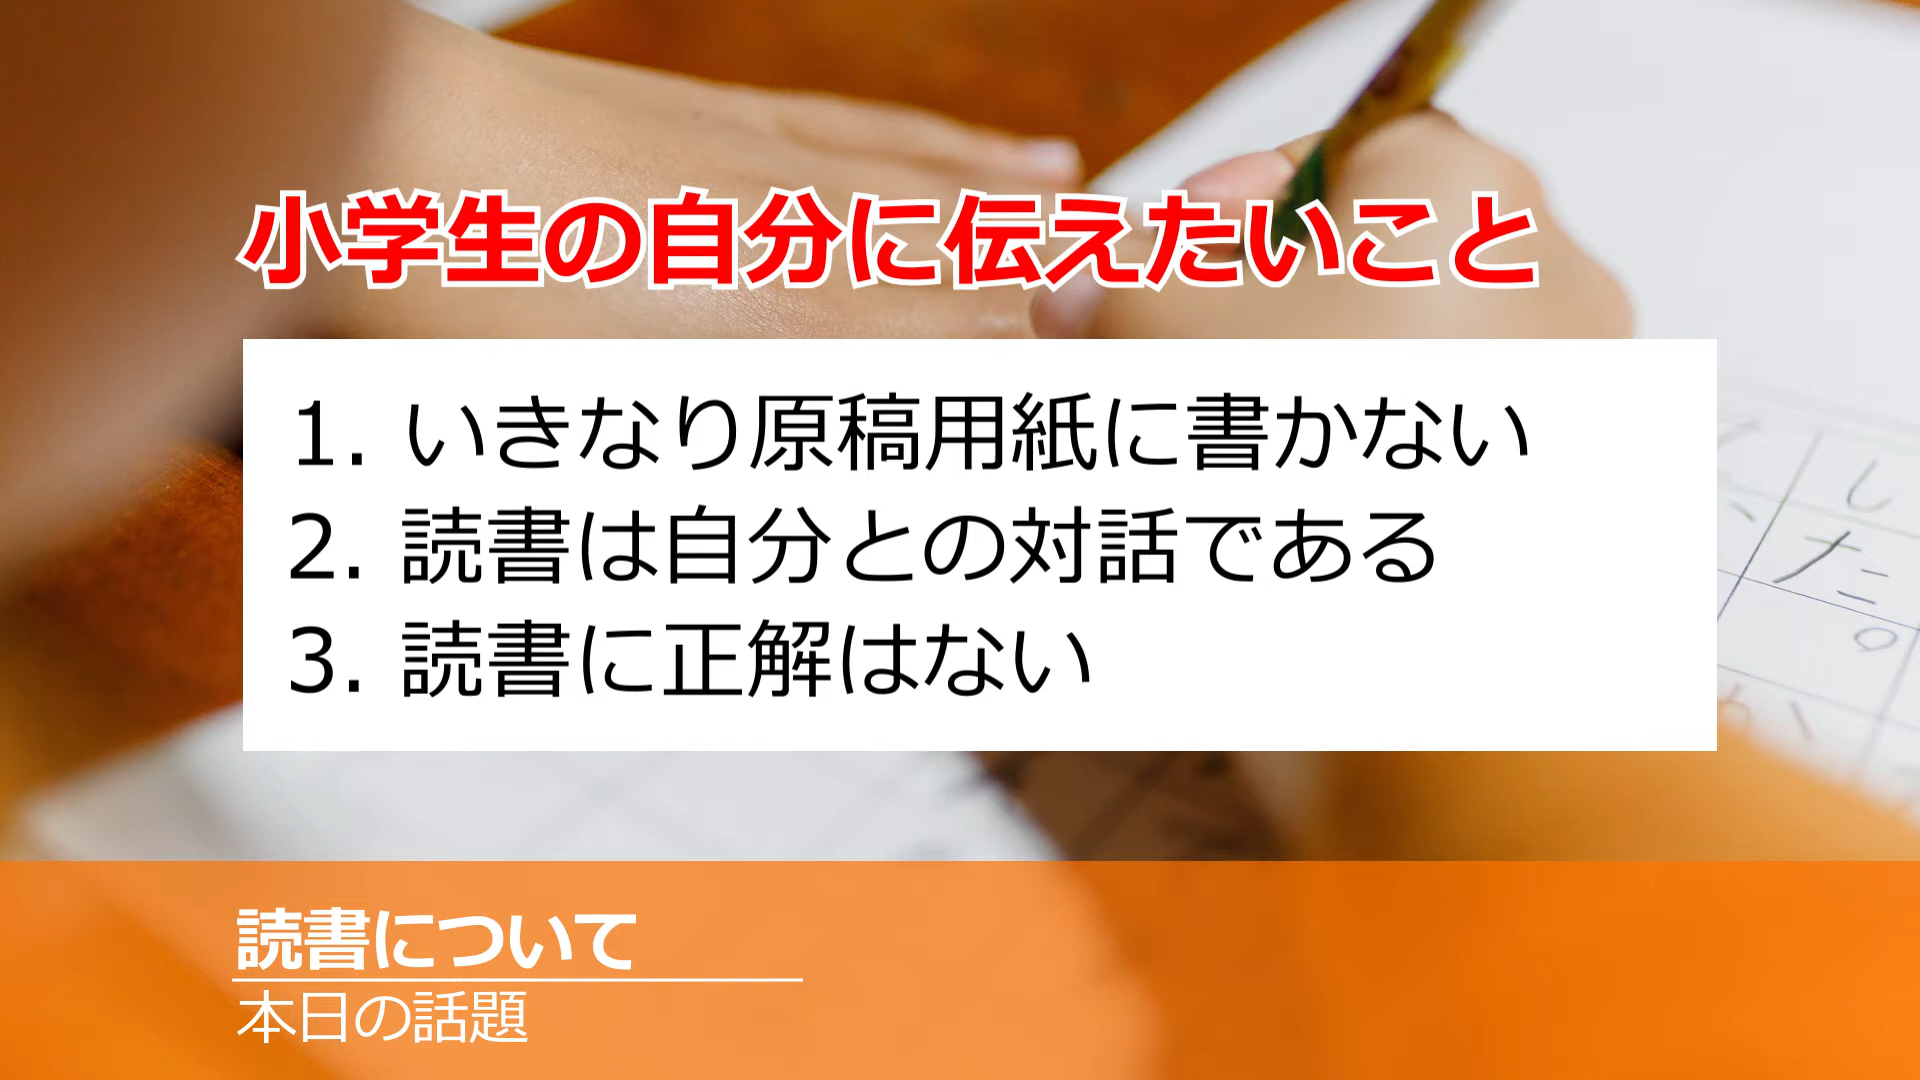 小学生の自分に伝えたいこと
1. いきなり原稿用紙に書かない
2. 読書は自分との対話である
3. 読書に正解はない
し
た
。
読書について
本日の話題